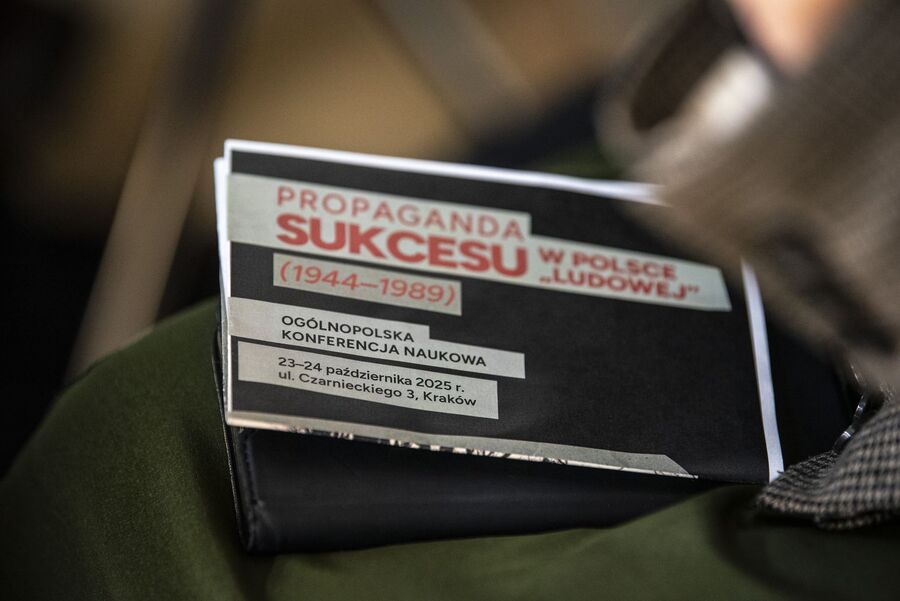 PROPAGANDA
SUKCESU W POLSCE
„LUDOWEJ”
(1944–1989)
OGÓLNOPOLSKA
KONFERENCJA NAUKOWA
23–24 października 2025 r.
ul. Czarnieckiego 3, Kraków